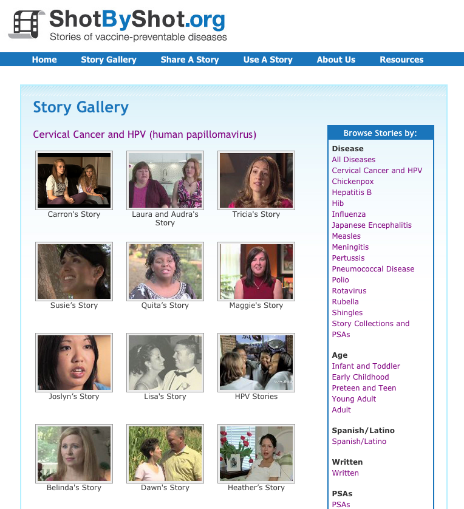 ShotByShot.org
Stories of vaccine-preventable diseases
Home Story Gallery Share A Story Use A Story About Us Resources
Story Gallery
Cervical Cancer and HPV (human papillomavirus)
Carron's Story
Laura and Audra's Story
Tricia's Story
Susie's Story
Quita's Story
Maggie's Story
Joslyn's Story
Lisa's Story
HPV Stories
Belinda's Story
Dawn's Story
Heather's Story
Browse Stories by:
Disease
All Diseases
Cervical Cancer and HPV
Chickenpox
Hepatitis B
Hib
Influenza
Japanese Encephalitis
Measles
Meningitis
Pertussis
Pneumococcal Disease
Polio
Rotavirus
Rubella
Shingles
Story Collections and
PSAs
Age
Infant and Toddler
Early Childhood
Preteen and Teen
Young Adult
Adult
Spanish/Latino
Spanish/Latino
Written
Written
PSAs
PSAs